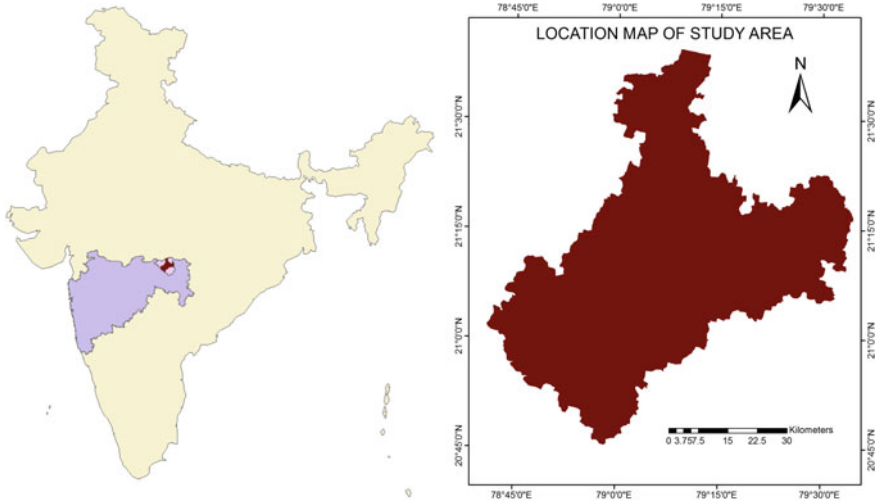 78°45'0"E 79°0'0"E 79°15'0"E 79°30'0"E
LOCATION MAP OF STUDY AREA
N
21°30'0"N 21°30'0"N
21°15'0"N 21°15'0"N
21°0'0"N 21°0'0"N
20°45'0"N 20°45'0"N
Kilometers
0 3.75 7.5 15 22.5 30
78°45'0"E 79°0'0"E 79°15'0"E 79°30'0"E